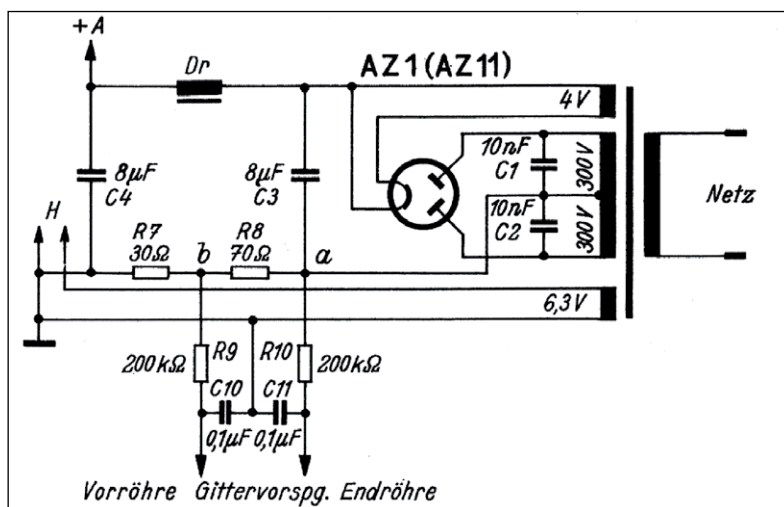 +A
Dr
AZ1(AZ11)
4V
8µF
C4
8µF
C3
10nF
C1
300V
10nF
C2
300V
Netz
H
R7
30Ω
b
R8
70Ω
a
6,3V
200kΩ
R9
R10
200kΩ
C10
C11
0,1µF
0,1µF
Vorröhre Gittervorspg. Endröhre